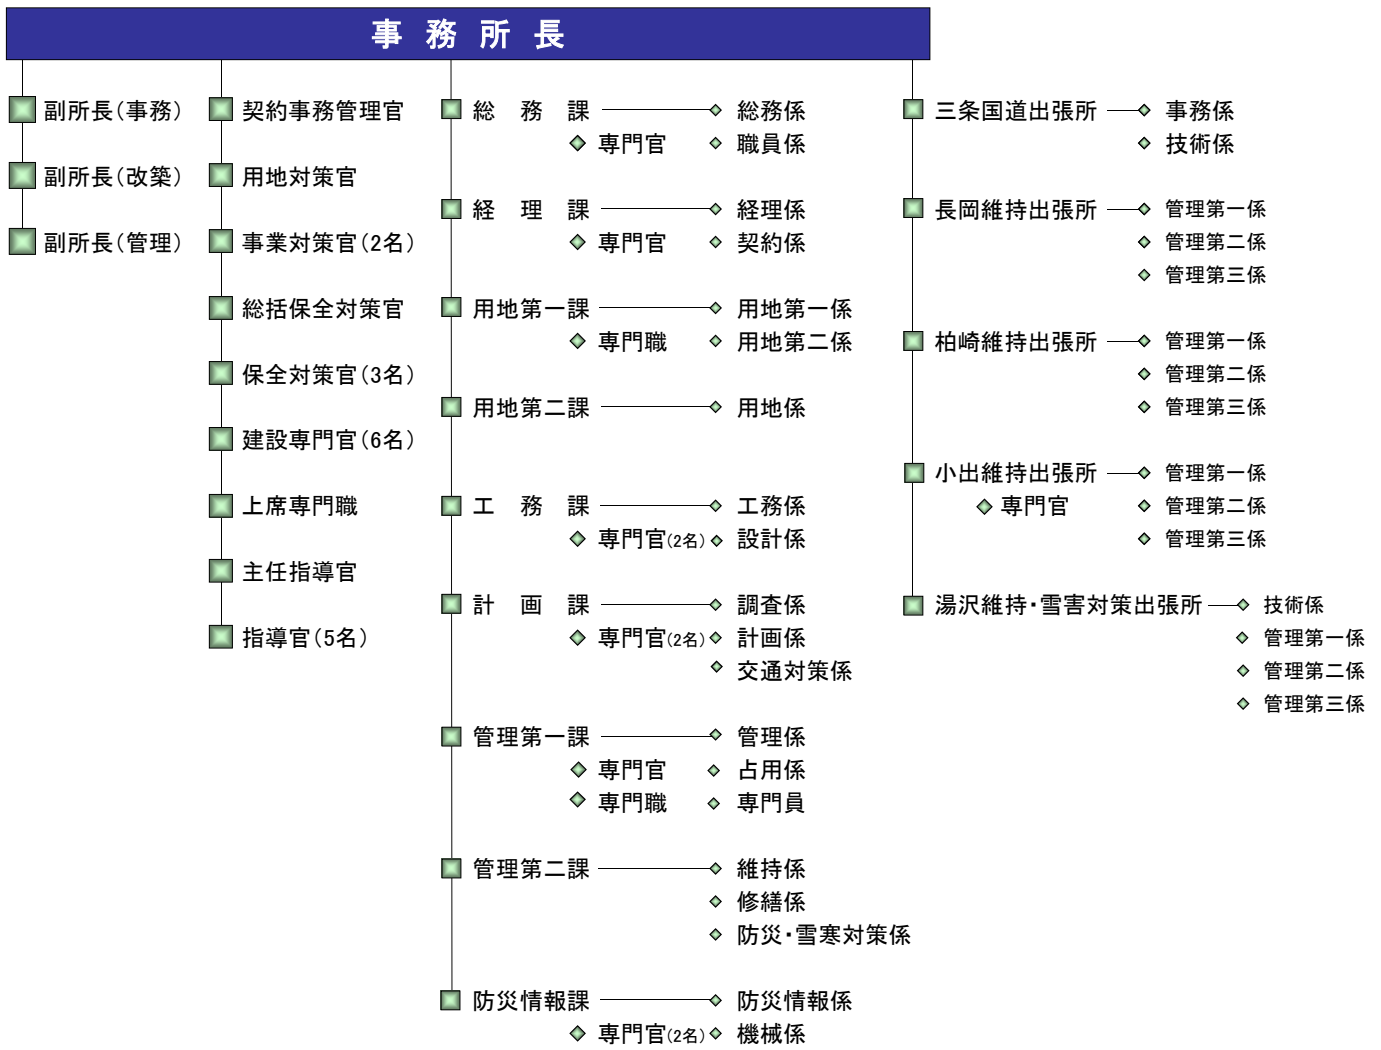 事務所長
副所長(事務)
副所長(改築)
副所長(管理)
契約事務管理官
用地対策官
事業対策官(2名)
総括保全対策官
保全対策官(3名)
建設専門官(6名)
上席専門職
主任指導官
指導官(5名)
総務課
専門官
総務係
職員係
経理課
専門官
経理係
契約係
用地第一課
専門職
用地第一係
用地第二係
用地第二課
用地係
工務課
専門官(2名)
工務係
設計係
計画課
専門官(2名)
調査係
計画係
交通対策係
管理第一課
専門官
専門職
管理係
占用係
専門員
管理第二課
維持係
修繕係
防災・雪寒対策係
防災情報課
専門官(2名)
防災情報係
機械係
三条国道出張所
事務係
技術係
長岡維持出張所
管理第一係
管理第二係
管理第三係
柏崎維持出張所
管理第一係
管理第二係
管理第三係
小出維持出張所
専門官
管理第一係
管理第二係
管理第三係
湯沢維持・雪害対策出張所
技術係
管理第一係
管理第二係
管理第三係